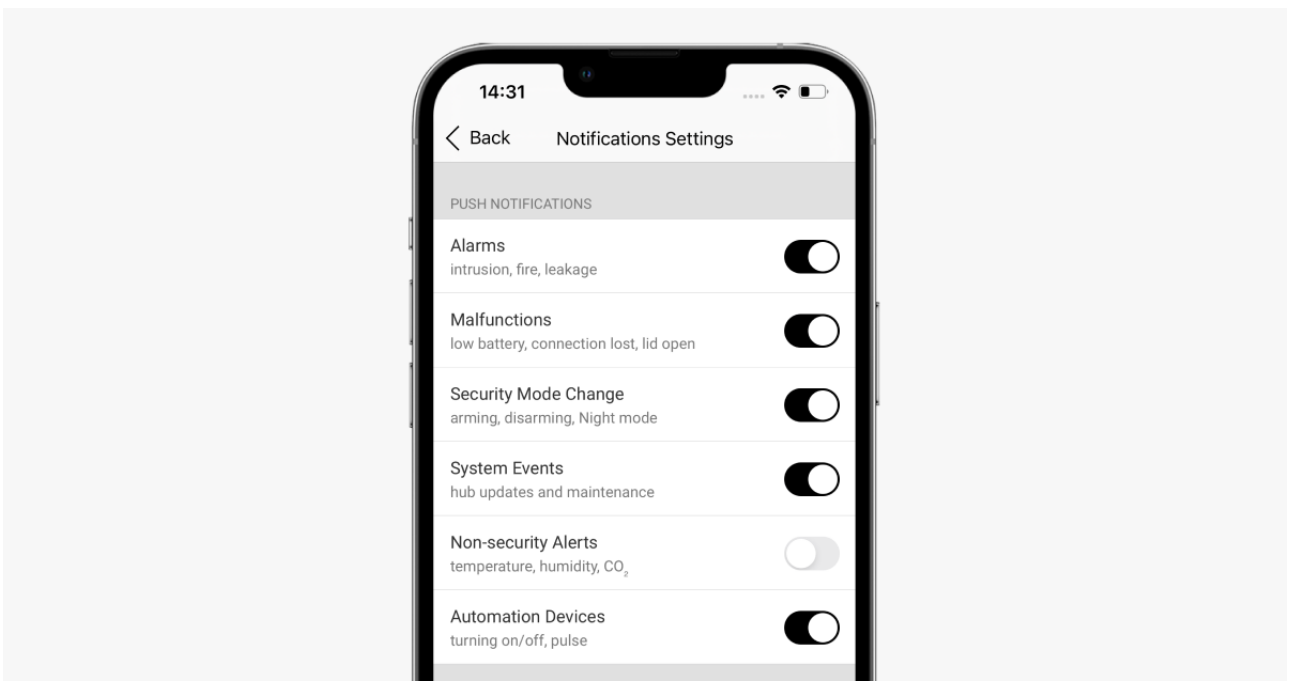 14:31
Back
Notifications Settings
PUSH NOTIFICATIONS
Alarms
intrusion, fire, leakage
Malfunctions
low battery, connection lost, lid open
Security Mode Change
arming, disarming, Night mode
System Events
hub updates and maintenance
Non-security Alerts
temperature, humidity, CO₂
Automation Devices
turning on/off, pulse